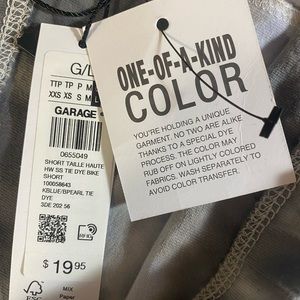 G/L
TTP TP P M
XXS XS S M
GARAGE
0655049
SHORT TAILLE HAUTE
HW SS TIE DYE BIKE
SHORT
100058643
KBLUE/BPEARL TIE
DYE
3DE 202 56
$ 19.95
FSC
MIX
Paper
ONE-OF-A-KIND
COLOR
YOU'RE HOLDING A UNIQUE
GARMENT. NO TWO ARE ALIKE
THANKS TO A SPECIAL DYE
PROCESS. THE COLOR MAY
RUB OFF ON LIGHTLY COLORED
FABRICS. WASH SEPARATELY TO
AVOID COLOR TRANSFER.